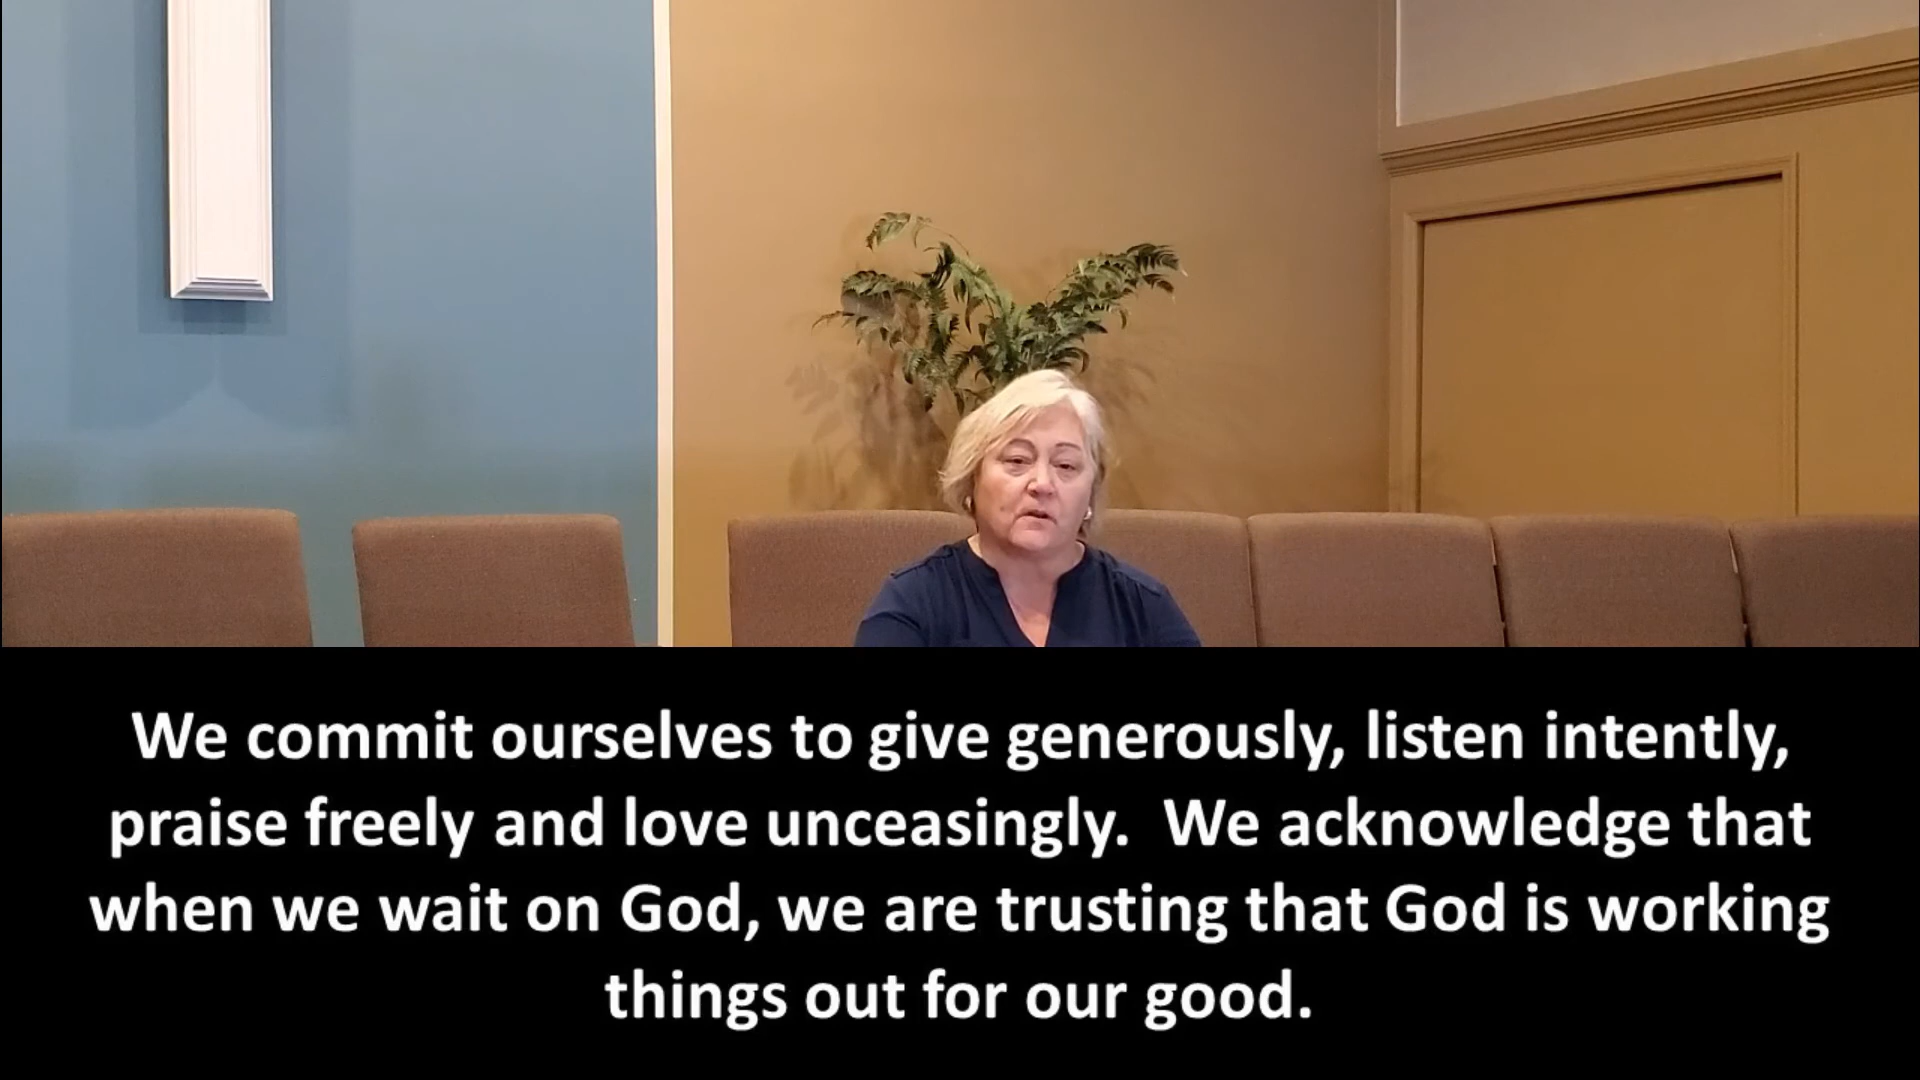 We commit ourselves to give generously, listen intently,
praise freely and love unceasingly.  We acknowledge that
when we wait on God, we are trusting that God is working
things out for our good.